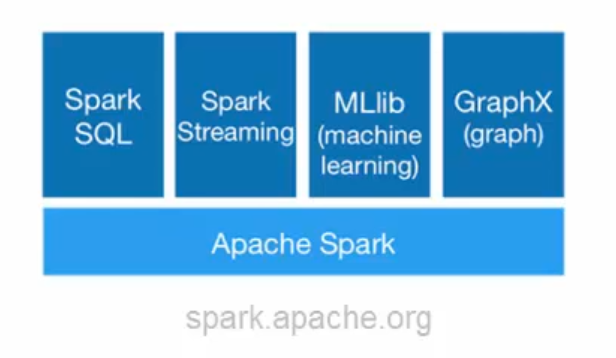 Spark
SQL
Spark
Streaming
MLlib
(machine
learning)
GraphX
(graph)
Apache Spark
spark.apache.org